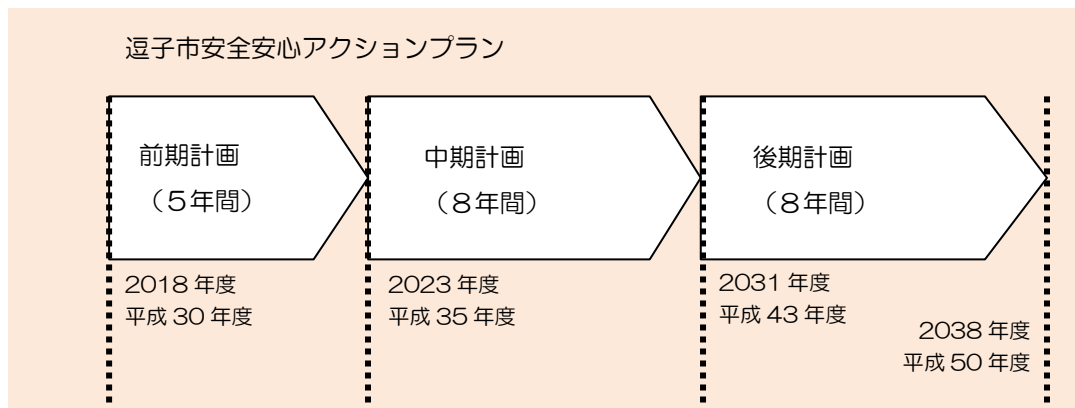 逗子市安全安心アクションプラン
前期計画
（５年間）
中期計画
（８年間）
後期計画
（８年間）
2018 年度
平成 30 年度
2023 年度
平成 35 年度
2031 年度
平成 43 年度
2038 年度
平成 50 年度